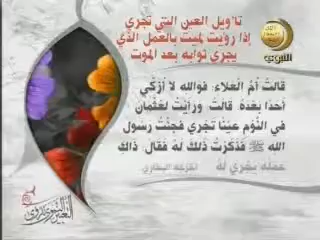 تأويل العين التي تجري
إذا رؤيت لميت بالعمل الذي
يجري ثوابه بعد الموت
قالت أم العلاء: فوالله لا أزكي
أحدا بعده قالت ورأيت لعثمان
في النوم عينا تجري فجئت رسول
الله ﷺ فذكرت ذلك له فقال: ذلك
عمله يجري له أخرجه البخاري